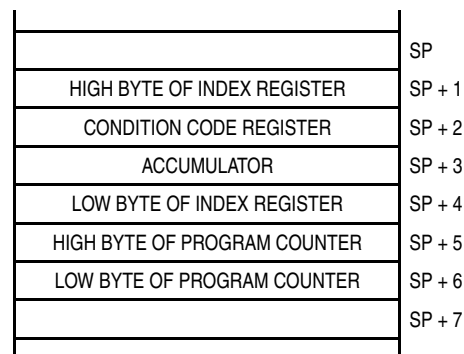 SP
HIGH BYTE OF INDEX REGISTER SP + 1
CONDITION CODE REGISTER SP + 2
ACCUMULATOR SP + 3
LOW BYTE OF INDEX REGISTER SP + 4
HIGH BYTE OF PROGRAM COUNTER SP + 5
LOW BYTE OF PROGRAM COUNTER SP + 6
SP + 7